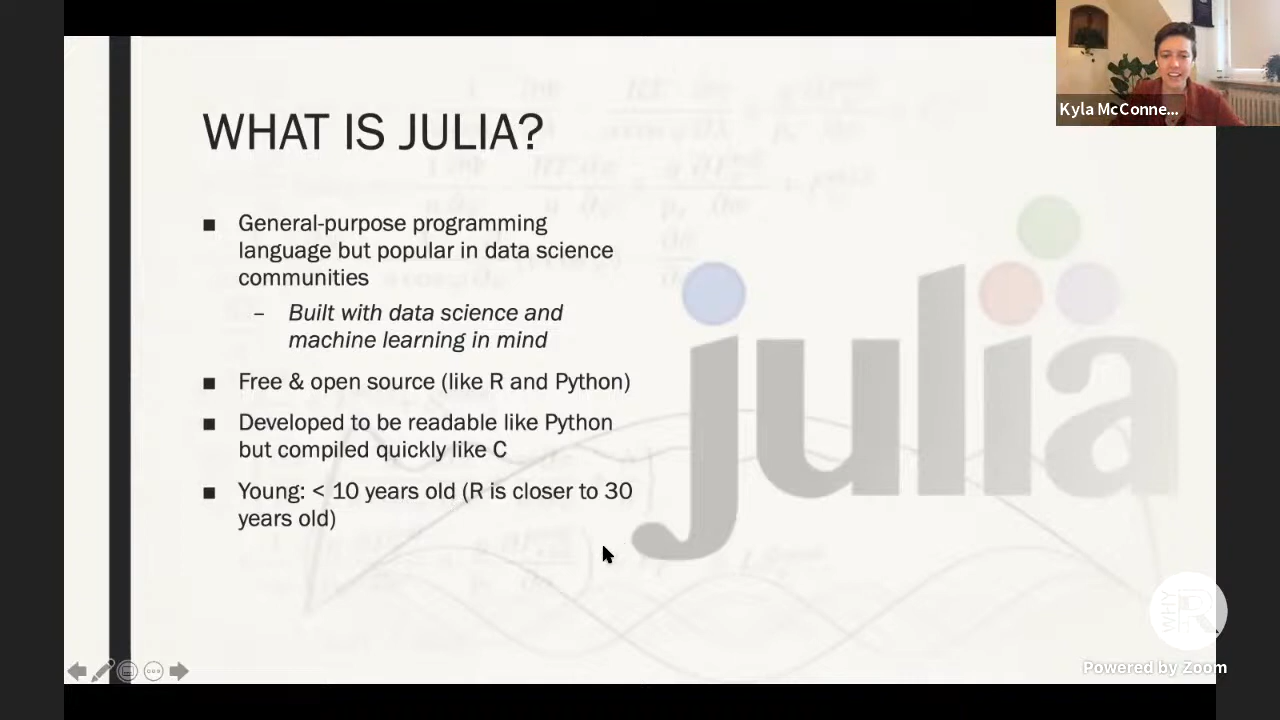 WHAT IS JULIA?
Kyla McConne...
General-purpose programming
language but popular in data science
communities
– Built with data science and
machine learning in mind
Free & open source (like R and Python)
Developed to be readable like Python
but compiled quickly like C
Young: < 10 years old (R is closer to 30
years old)
julia
WHY R
Powered by Zoom